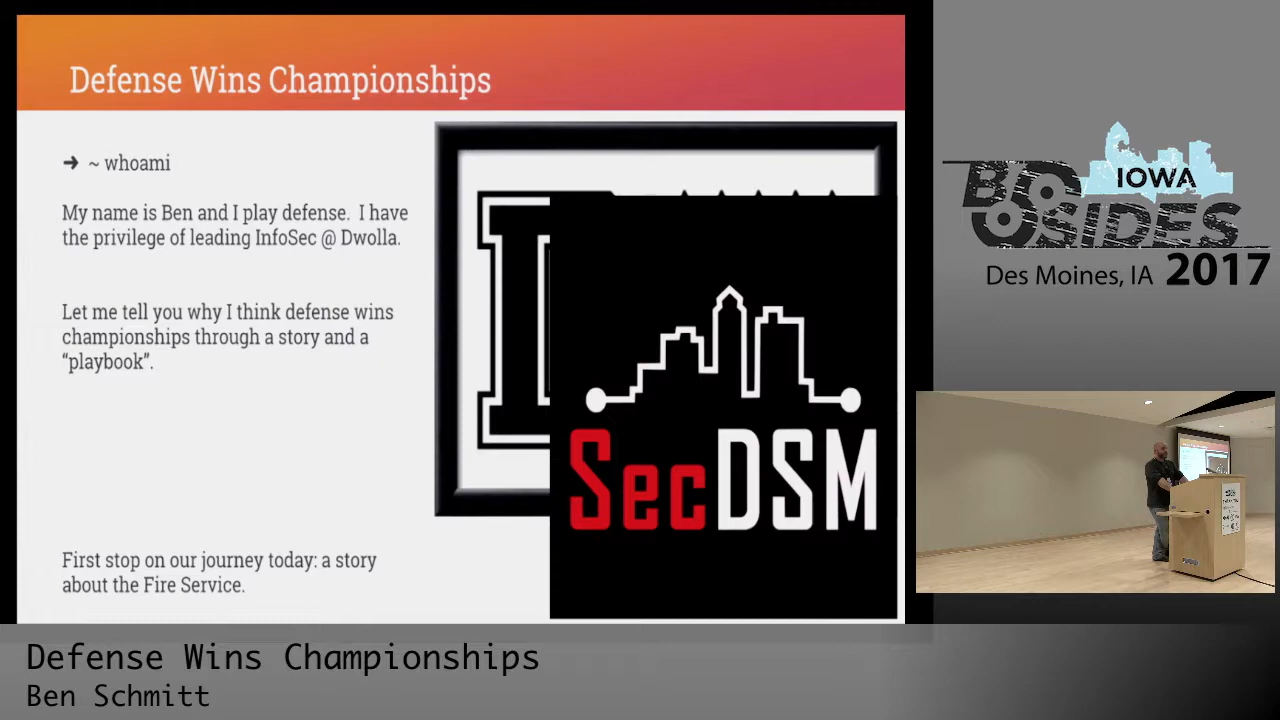 Defense Wins Championships
➜ ~ whoami
My name is Ben and I play defense. I have
the privilege of leading InfoSec @ Dwolla.
Let me tell you why I think defense wins
championships through a story and a
“playbook”.
First stop on our journey today: a story
about the Fire Service.
SecDSM
IOWA
BSIDES
Des Moines, IA 2017
Defense Wins Championships
Ben Schmitt